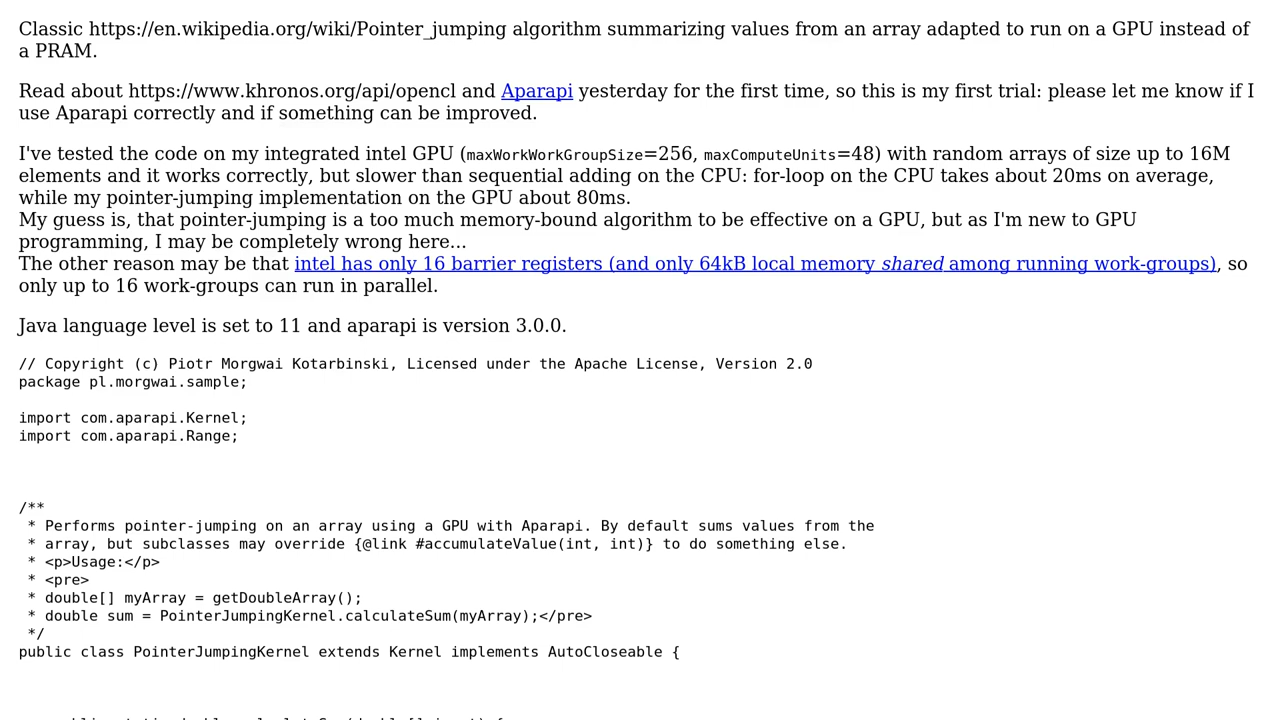 Classic https://en.wikipedia.org/wiki/Pointer_jumping algorithm summarizing values from an array adapted to run on a GPU instead of
a PRAM.
Read about https://www.khronos.org/api/opencl and Aparapi yesterday for the first time, so this is my first trial: please let me know if I
use Aparapi correctly and if something can be improved.
I've tested the code on my integrated intel GPU (maxWorkWorkGroupSize=256, maxComputeUnits=48) with random arrays of size up to 16M
elements and it works correctly, but slower than sequential adding on the CPU: for-loop on the CPU takes about 20ms on average,
while my pointer-jumping implementation on the GPU about 80ms.
My guess is, that pointer-jumping is a too much memory-bound algorithm to be effective on a GPU, but as I'm new to GPU
programming, I may be completely wrong here...
The other reason may be that intel has only 16 barrier registers (and only 64kB local memory shared among running work-groups), so
only up to 16 work-groups can run in parallel.
Java language level is set to 11 and aparapi is version 3.0.0.
// Copyright (c) Piotr Morgwai Kotarbinski, Licensed under the Apache License, Version 2.0
package pl.morgwai.sample;
import com.aparapi.Kernel;
import com.aparapi.Range;
/**
 * Performs pointer-jumping on an array using a GPU with Aparapi. By default sums values from the
 * array, but subclasses may override {@link #accumulateValue(int, int)} to do something else.
 * <p>Usage:</p>
 * <pre>
 * double[] myArray = getDoubleArray();
 * double sum = PointerJumpingKernel.calculateSum(myArray);</pre>
 */
public class PointerJumpingKernel extends Kernel implements AutoCloseable {